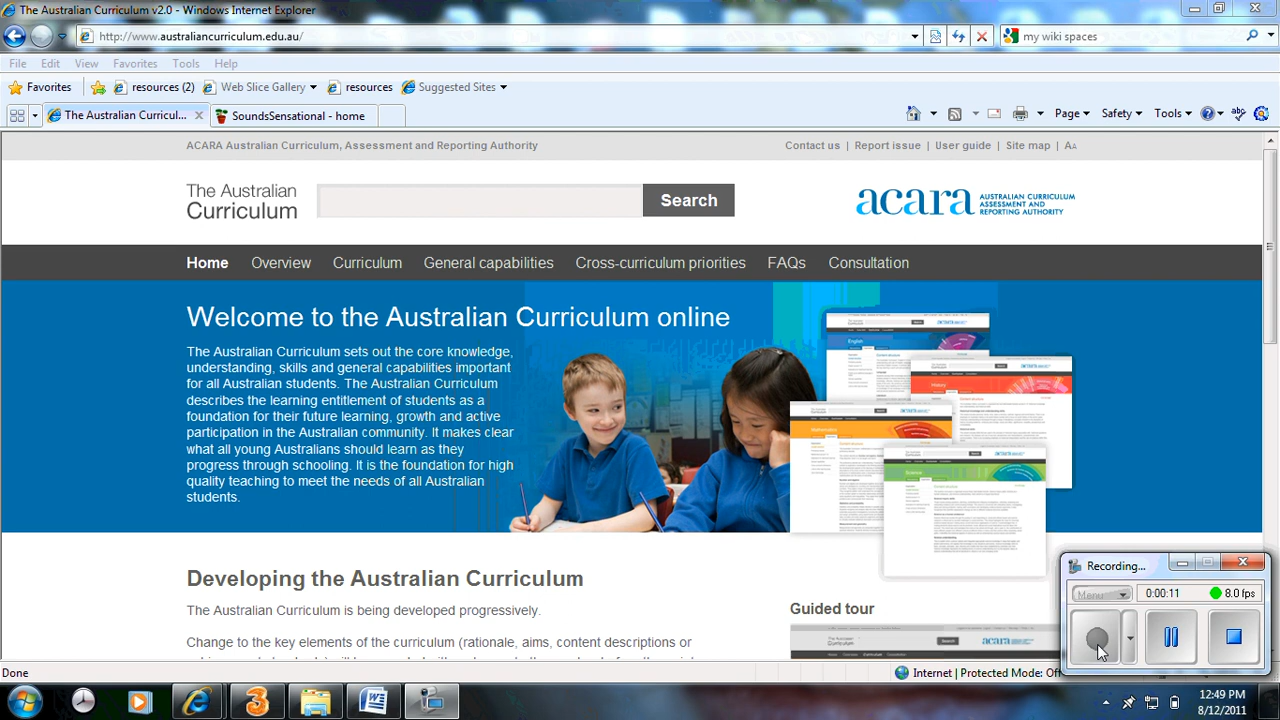 The Australian Curriculum v2.0 - Windows Internet Explorer
http://www.australiancurriculum.edu.au/
my wiki spaces
File Edit View Favorites Tools Help
Favorites resources (2) Web Slice Gallery resources Suggested Sites
The Australian Curricul... SoundsSensational - home Page Safety Tools
ACARA Australian Curriculum, Assessment and Reporting Authority
Contact us | Report issue | User guide | Site map | AA
The Australian
Curriculum
Search
acara AUSTRALIAN CURRICULUM
ASSESSMENT AND
REPORTING AUTHORITY
Home Overview Curriculum General capabilities Cross-curriculum priorities FAQs Consultation
Welcome to the Australian Curriculum online
The Australian Curriculum sets out the core knowledge,
skills and general capabilities important
for all Australian students. The Australian Curriculum
describes the learning entitlement of students as a
foundation for their learning, growth and active
participation in the Australian community. It makes clear
what all young Australians should learn as they
progress through schooling. It is the foundation for high
quality teaching to meet the needs of all Australian
students.
English
History
Mathematics
Science
Development of the Australian Curriculum
The Australian Curriculum is being developed progressively.
Change to the elements of the curriculum (rationale, aims, content descriptions or
Guided tour
Search
acara
Recording...
Menu 0:00:11 8.0 fps
Done
Internet | Protected Mode: Off
12:49 PM
8/12/2011